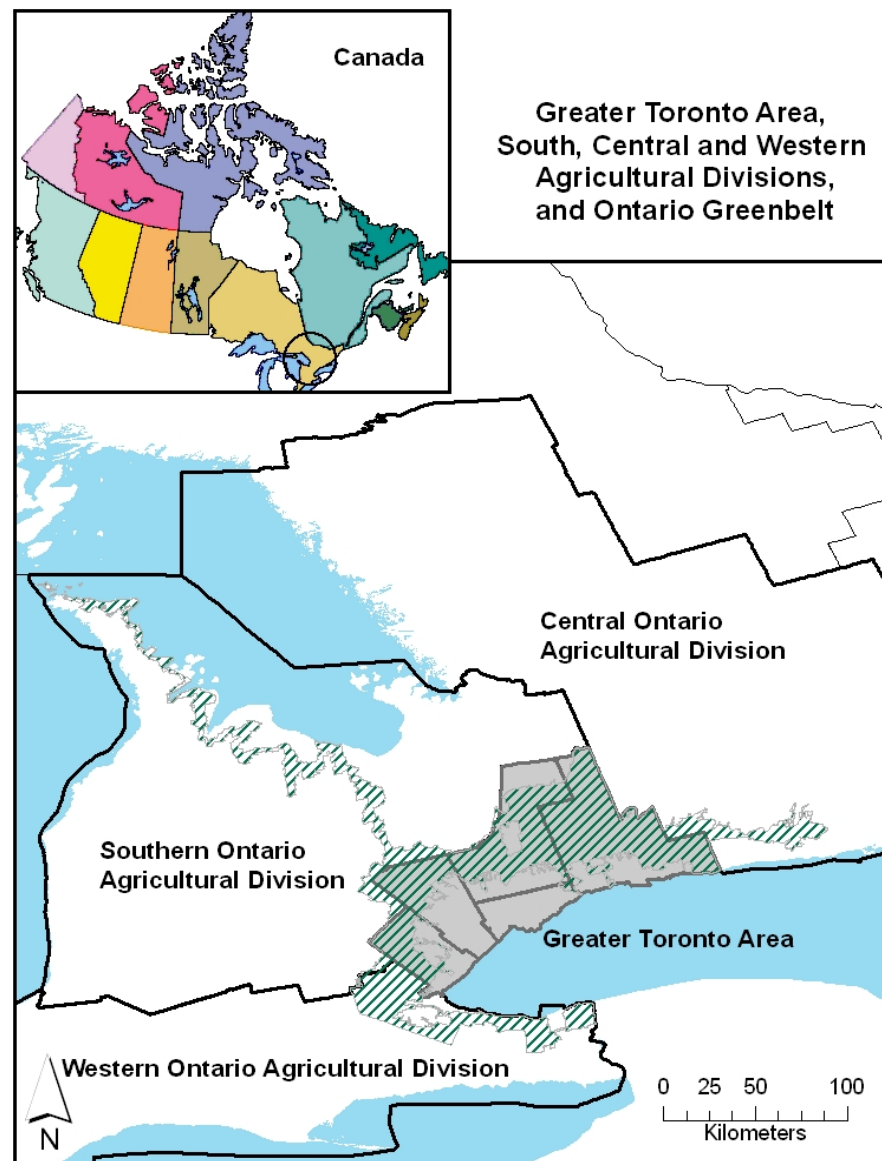 Canada
Greater Toronto Area,
South, Central and Western
Agricultural Divisions,
and Ontario Greenbelt
Central Ontario
Agricultural Division
Southern Ontario
Agricultural Division
Greater Toronto Area
Western Ontario Agricultural Division
N
0 25 50 100
Kilometers